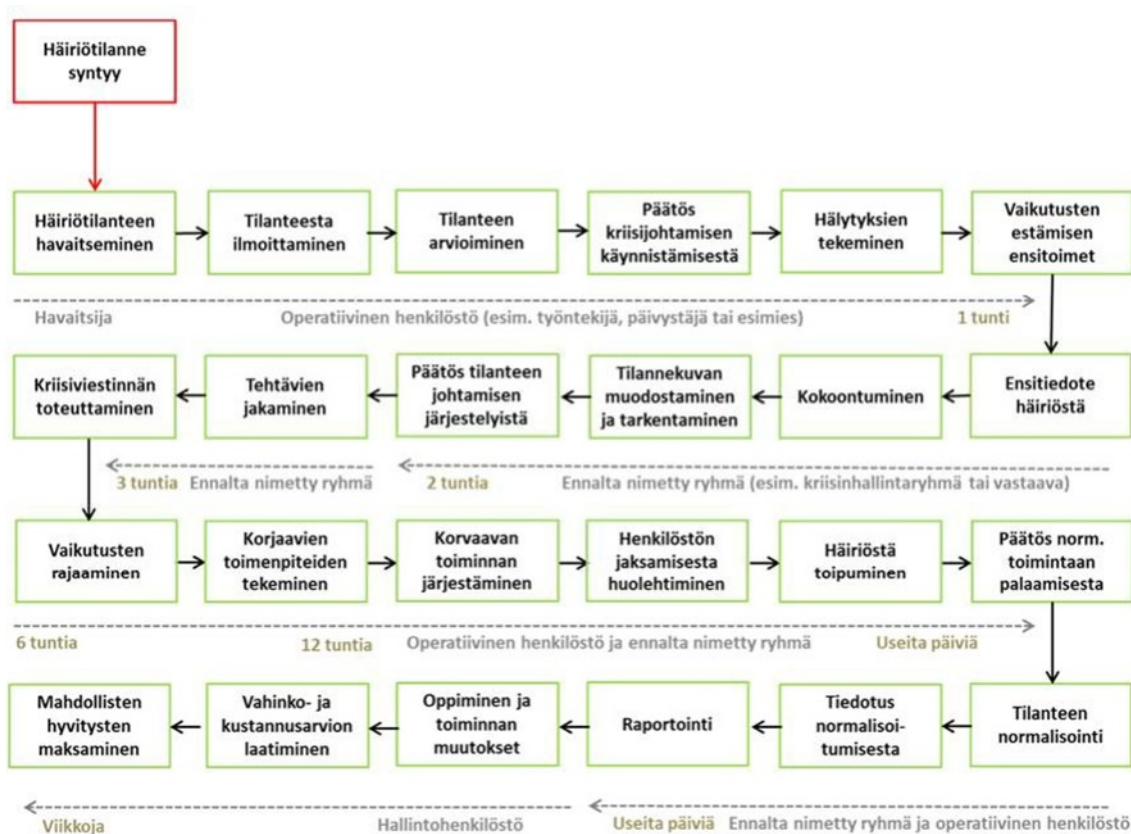 Häiriötilanne
syntyy
Häiriötilanteen
havaitseminen
Tilanteesta
ilmoittaminen
Tilanteen
arvioiminen
Päätös
kriisijohtamisen
käynnistämisestä
Hälytyksien
tekeminen
Vaikutusten
estämisen
ensitoimet
Havaitsija
Operatiivinen henkilöstö (esim. työntekijä, päivystäjä tai esimies)
1 tunti
Kriisiviestinnän
toteuttaminen
Tehtävien
jakaminen
Päätös tilanteen
johtamisen
järjestelyistä
Tilannekuvan
muodostaminen
ja tarkentaminen
Kokoontuminen
Ensitiedote
häiriöstä
3 tuntia
Ennalta nimetty ryhmä
2 tuntia
Ennalta nimetty ryhmä (esim. kriisinhallintaryhmä tai vastaava)
Vaikutusten
rajaaminen
Korjaavien
toimenpiteiden
tekeminen
Korvaavan
toiminnan
järjestäminen
Henkilöstön
jaksamisesta
huolehtiminen
Häiriöstä
toipuminen
Päätös norm.
toimintaan
palaamisesta
6 tuntia
12 tuntia
Operatiivinen henkilöstö ja ennalta nimetty ryhmä
Useita päiviä
Mahdollisten
hyvitysten
maksaminen
Vahinko- ja
kustannusarvion
laatiminen
Oppiminen ja
toiminnan
muutokset
Raportointi
Tiedotus
normalisoi-
tumisesta
Tilanteen
normalisointi
Viikkoja
Hallintohenkilöstö
Useita päiviä
Ennalta nimetty ryhmä ja operatiivinen henkilöstö